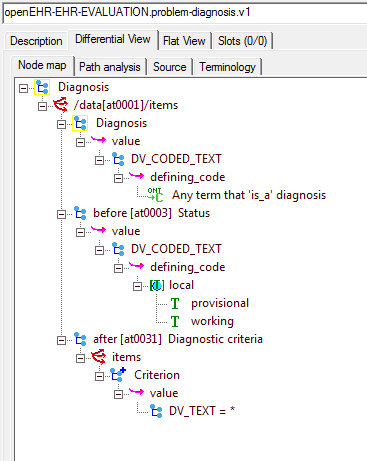 openEHR-EHR-EVALUATION.problem-diagnosis.v1
Description Differential View Flat View Slots (0/0)
Node map Path analysis Source Terminology
Diagnosis
/data[at0001]/items
Diagnosis
value
DV_CODED_TEXT
defining_code
ONT C Any term that 'is_a' diagnosis
before [at0003] Status
value
DV_CODED_TEXT
defining_code
local
T provisional
T working
after [at0031] Diagnostic criteria
items
Criterion
value
DV_TEXT = *